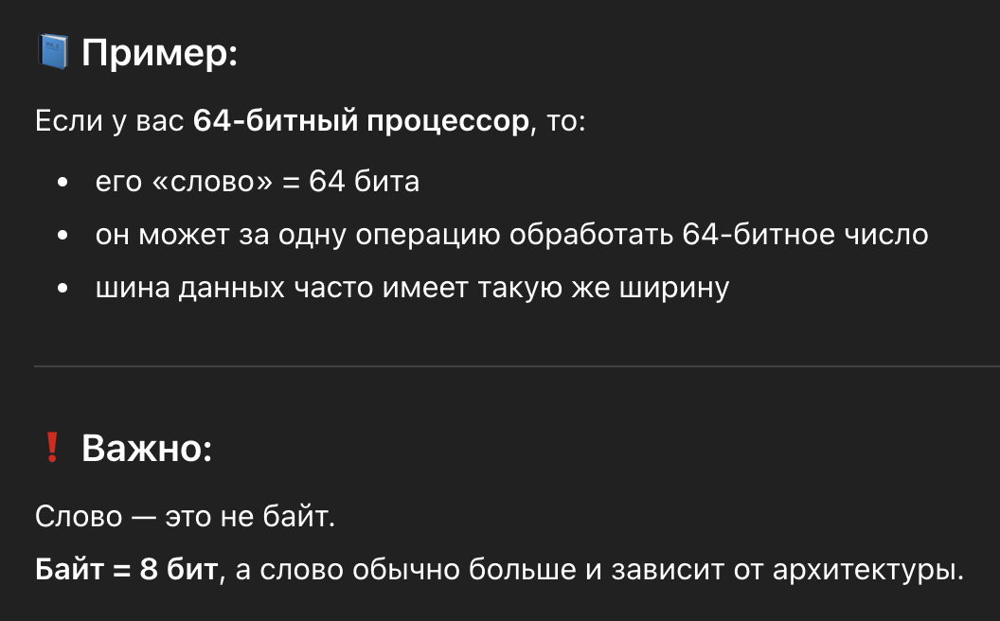 📘 Пример:
Если у вас 64-битный процессор, то:
• его «слово» = 64 бита
• он может за одну операцию обработать 64-битное число
• шина данных часто имеет такую же ширину
❗ Важно:
Слово — это не байт.
Байт = 8 бит, а слово обычно больше и зависит от архитектуры.